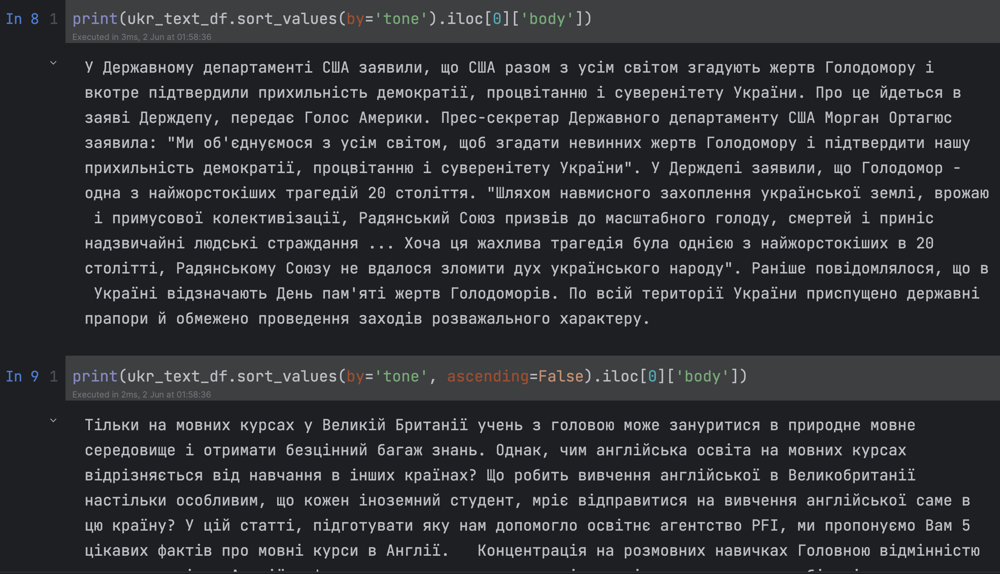 In 8 1 print(ukr_text_df.sort_values(by='tone').iloc[0]['body'])
Executed in 3ms, 2 Jun at 01:58:36
У Державному департаменті США заявили, що США разом з усім світом згадують жертв Голодомору і
вкотре підтвердили прихильність демократії, процвітанню і суверенітету України. Про це йдеться в
заяві Держдепу, передає Голос Америки. Прес-секретар Державного департаменту США Морган Ортагюс
заявила: "Ми об'єднуємося з усім світом, щоб згадати невинних жертв Голодомору і підтвердити нашу
прихильність демократії, процвітанню і суверенітету України". У Держдепі заявили, що Голодомор -
одна з найжорстокіших трагедій 20 століття. "Шляхом навмисного захоплення української землі, врожаю
і примусової колективізації, Радянський Союз призвів до масштабного голоду, смертей і приніс
надзвичайні людські страждання ... Хоча ця жахлива трагедія була однією з найжорстокіших в 20
столітті, Радянському Союзу не вдалося зломити дух українського народу". Раніше повідомлялося, що в
Україні відзначають День пам'яті жертв Голодоморів. По всій території України приспущено державні
прапори й обмежено проведення заходів розважального характеру.
In 9 1 print(ukr_text_df.sort_values(by='tone', ascending=False).iloc[0]['body'])
Executed in 2ms, 2 Jun at 01:58:36
Тільки на мовних курсах у Великій Британії учень з головою може зануритися в природне мовне
середовище і отримати безцінний багаж знань. Однак, чим англійська освіта на мовних курсах
відрізняється від навчання в інших країнах? Що робить вивчення англійської в Великобританії
настільки особливим, що кожен іноземний студент, мріє відправитися на вивчення англійської саме в
цю країну? У цій статті, підготувати яку нам допомогло освітнє агентство PFI, ми пропонуємо Вам 5
цікавих фактів про мовні курси в Англії.   Концентрація на розмовних навичках Головною відмінністю